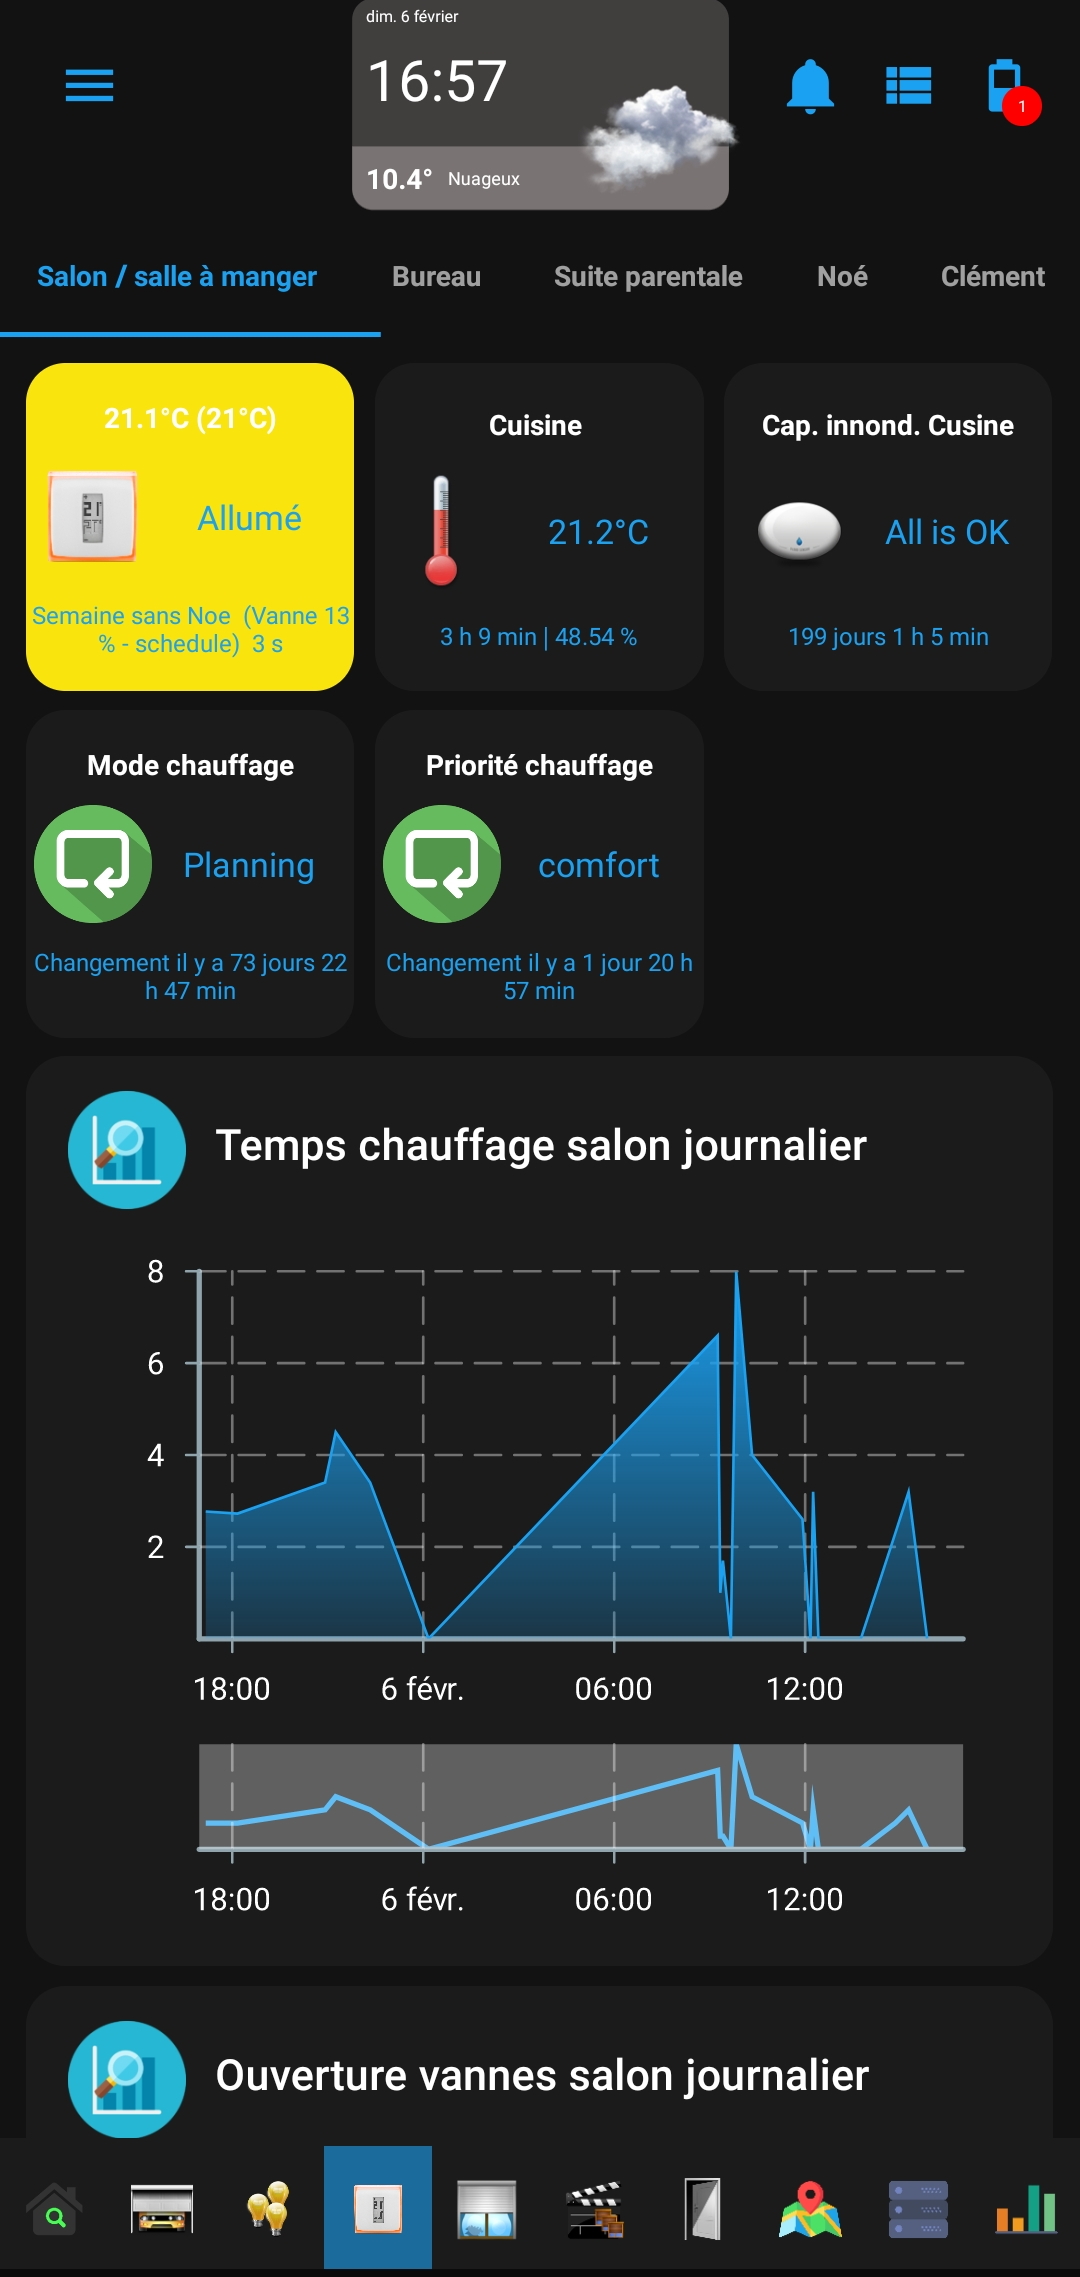 dim. 6 février
16:57
1
10.4° Nuageux
Salon / salle à manger Bureau Suite parentale Noé Clément
21.1°C (21°C)
21
Allumé
Semaine sans Noe (Vanne 13
% - schedule) 3 s
Cuisine
21.2°C
3 h 9 min | 48.54 %
Cap. innond. Cusine
All is OK
199 jours 1 h 5 min
Mode chauffage
Planning
Changement il y a 73 jours 22
h 47 min
Priorité chauffage
comfort
Changement il y a 1 jour 20 h
57 min
Temps chauffage salon journalier
8
6
4
2
18:00 6 févr. 06:00 12:00
18:00 6 févr. 06:00 12:00
Ouverture vannes salon journalier